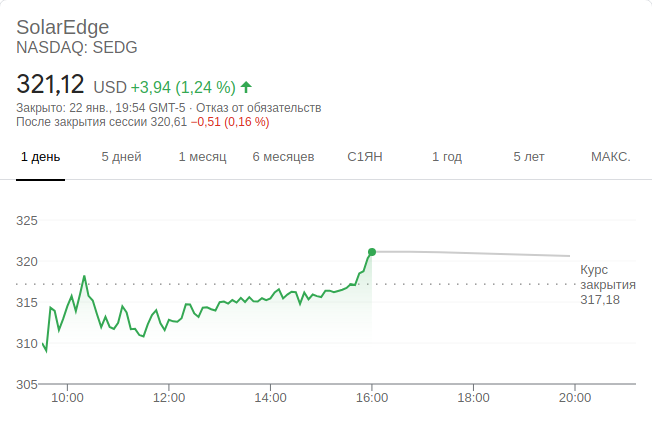 SolarEdge
NASDAQ: SEDG
321,12 USD +3,94 (1,24 %)
Закрыто: 22 янв., 19:54 GMT-5 · Отказ от обязательств
После закрытия сессии 320,61 −0,51 (0,16 %)
1 день 5 дней 1 месяц 6 месяцев С1ЯН 1 год 5 лет МАКС.
325
320
Курс
закрытия
317,18
315
310
305
10:00 12:00 14:00 16:00 18:00 20:00